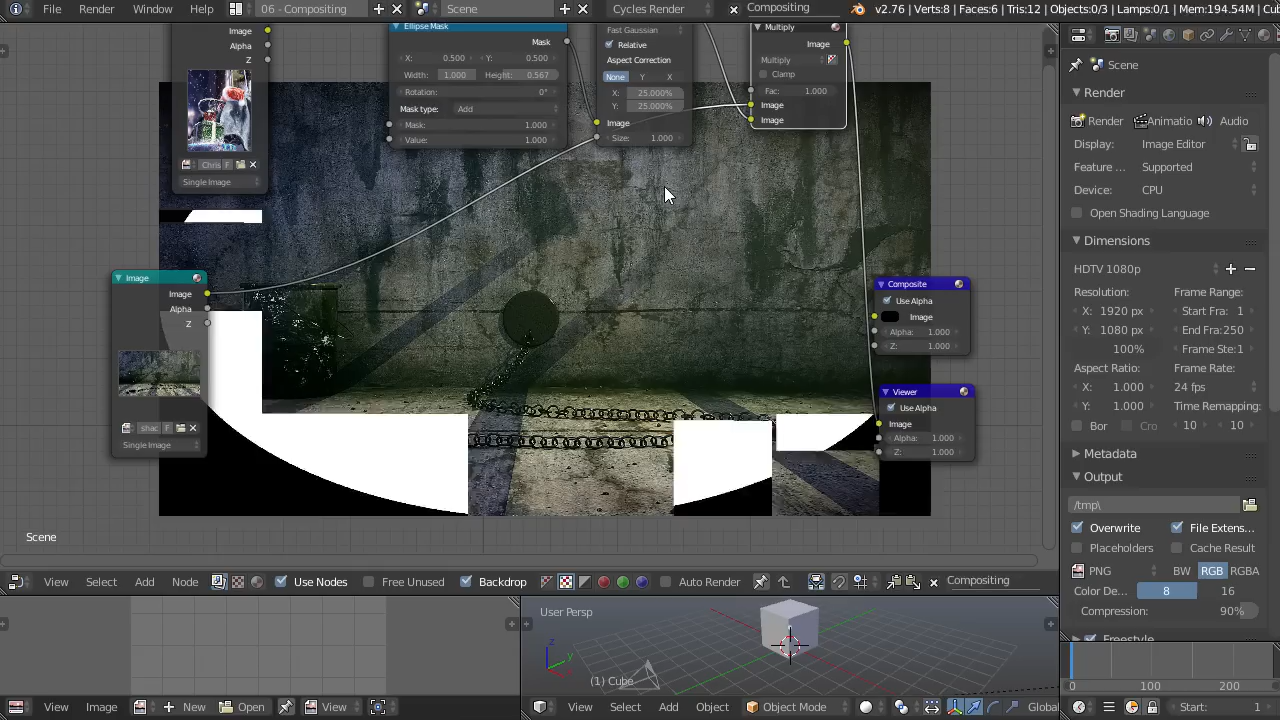 File Render Window Help 06 - Compositing Scene Cycles Render Compositing v2.76 | Verts:8 | Faces:6 | Tris:12 | Objects:0/3 | Lamps:0/1 | Mem:194.54M | Cu
Image
Alpha
Z
Chris F
Single Image
Ellipse Mask
Mask
X: 0.500 Y: 0.500
Width: 1.000 Height: 0.567
Rotation: 0°
Mask type: Add
Mask: 1.000
Value: 1.000
Fast Gaussian
Relative
Aspect Correction
None Y X
X: 25.000%
Y: 25.000%
Image
Size: 1.000
Multiply
Image
Multiply
Clamp
Fac: 1.000
Image
Image
Image
Image
Alpha
Z
shac F
Single Image
Composite
Use Alpha
Image
Alpha: 1.000
Z: 1.000
Viewer
Use Alpha
Image
Alpha: 1.000
Z: 1.000
Scene
View Select Add Node Use Nodes Free Unused Backdrop Auto Render Compositing
View Image New Open View
User Persp
z
y
(1) Cube
View Select Add Object Object Mode Global
Scene
Render
Render Animatio Audio
Display: Image Editor
Feature ... Supported
Device: CPU
Open Shading Language
Dimensions
HDTV 1080p
Resolution: Frame Range:
X: 1920 px Start Fra: 1
Y: 1080 px End Fra:250
100% Frame Ste:1
Aspect Ratio: Frame Rate:
X: 1.000 24 fps
Y: 1.000 Time Remapping:
Bor Cro 10 10
Metadata
Output
/tmp\
Overwrite File Extens...
Placeholders Cache Result
PNG BW RGB RGBA
Color De... 8 16
Compression: 90%
Freestyle
0 100 200
Start: 1